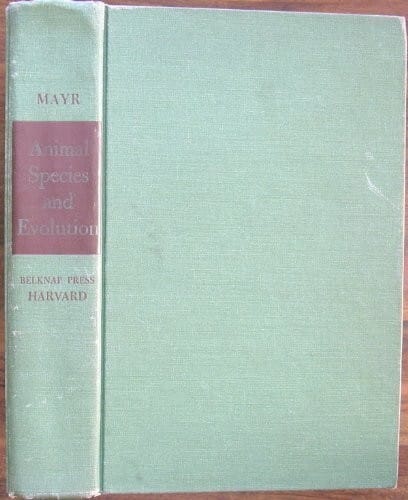 MAYR
Animal
Species
and
Evolution
BELKNAP PRESS
HARVARD